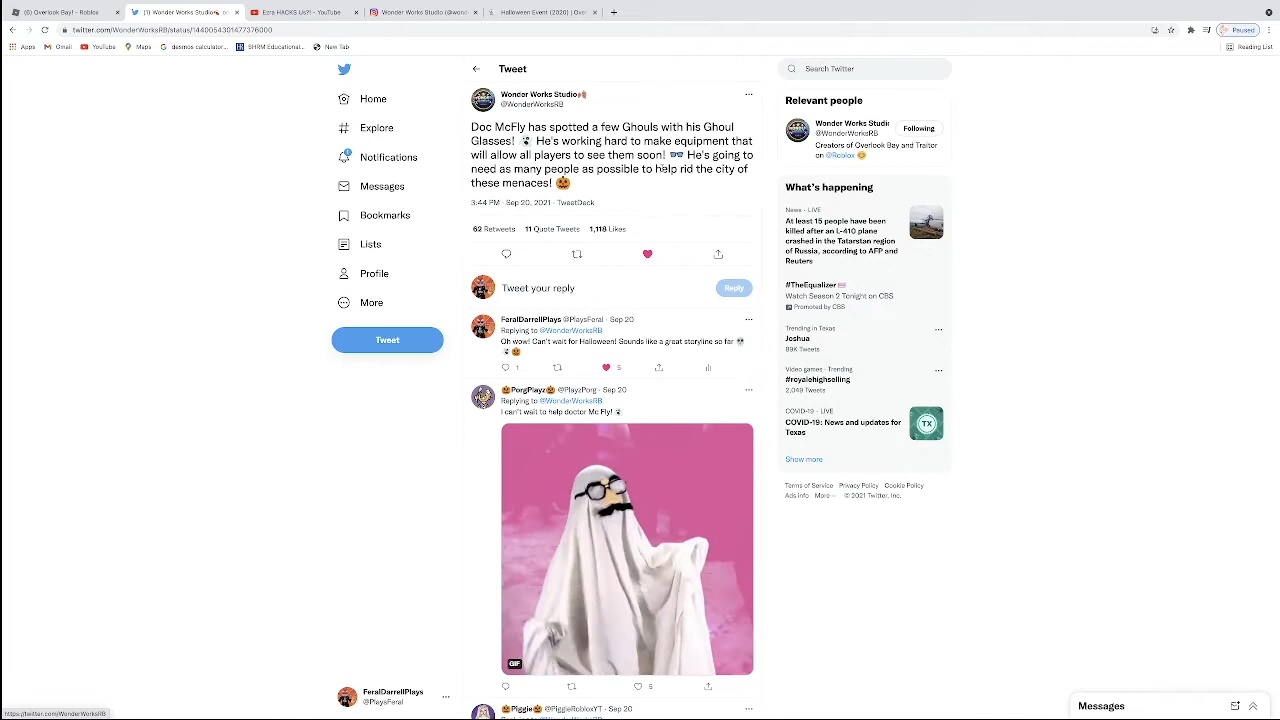 (6) Overlook Bay! - Roblox
(1) Wonder Works Studio
Ezra HACKS Us?! - YouTube
Wonder Works Studio (@wond
Halloween Event (2020) | Over
twitter.com/WonderWorksRB/status/1440054301477376000
Paused
Apps
Gmail
YouTube
Maps
desmos calculator...
SHRM Educational...
New Tab
Reading List
Home
Explore
1
Notifications
Messages
Bookmarks
Lists
Profile
More
Tweet
FeralDarrellPlays
@PlaysFeral
https://twitter.com/WonderWorksRB
Tweet
Wonder Works Studio🍂
@WonderWorksRB
Doc McFly has spotted a few Ghouls with his Ghoul
Glasses! 👻 He's working hard to make equipment that
will allow all players to see them soon! 👓 He's going to
need as many people as possible to help rid the city of
these menaces! 🎃
3:44 PM · Sep 20, 2021 · TweetDeck
62 Retweets 11 Quote Tweets 1,118 Likes
Tweet your reply
Reply
FeralDarrellPlays @PlaysFeral · Sep 20
Replying to @WonderWorksRB
Oh wow! Can't wait for Halloween! Sounds like a great storyline so far 💀
👻 🎃
1 5
🎃PorgPlayz🎃 @PlayzPorg · Sep 20
Replying to @WonderWorksRB
I can't wait to help doctor Mc Fly! 👻
GIF
5
🎃Piggie🎃 @PiggieRobloxYT · Sep 20
Search Twitter
Relevant people
Wonder Works Studio
@WonderWorksRB
Following
Creators of Overlook Bay and Traitor
on @Roblox 😊
What's happening
News · LIVE
At least 15 people have been
killed after an L-410 plane
crashed in the Tatarstan region
of Russia, according to AFP and
Reuters
#TheEqualizer
Watch Season 2 Tonight on CBS
Promoted by CBS
Trending in Texas
Joshua
89K Tweets
Video games · Trending
#royalehighselling
2,049 Tweets
COVID-19 · LIVE
COVID-19: News and updates for
Texas
TX
Show more
Terms of Service Privacy Policy Cookie Policy
Ads info More··· © 2021 Twitter, Inc.
Messages